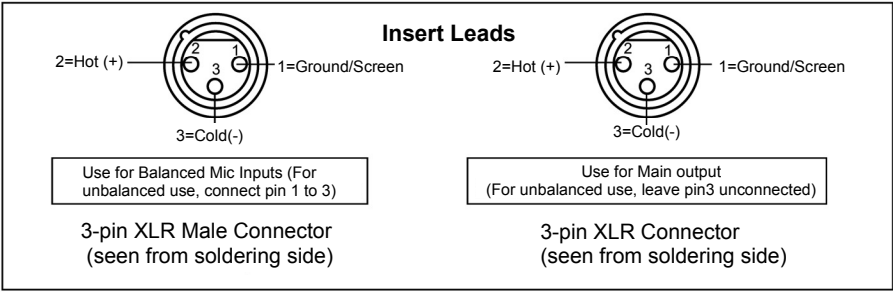 Insert Leads
2
1
3
2=Hot (+)
1=Ground/Screen
3=Cold(-)
Use for Balanced Mic Inputs (For
unbalanced use, connect pin 1 to 3)
3-pin XLR Male Connector
(seen from soldering side)
2
1
3
2=Hot (+)
1=Ground/Screen
3=Cold(-)
Use for Main output
(For unbalanced use, leave pin3 unconnected)
3-pin XLR Connector
(seen from soldering side)